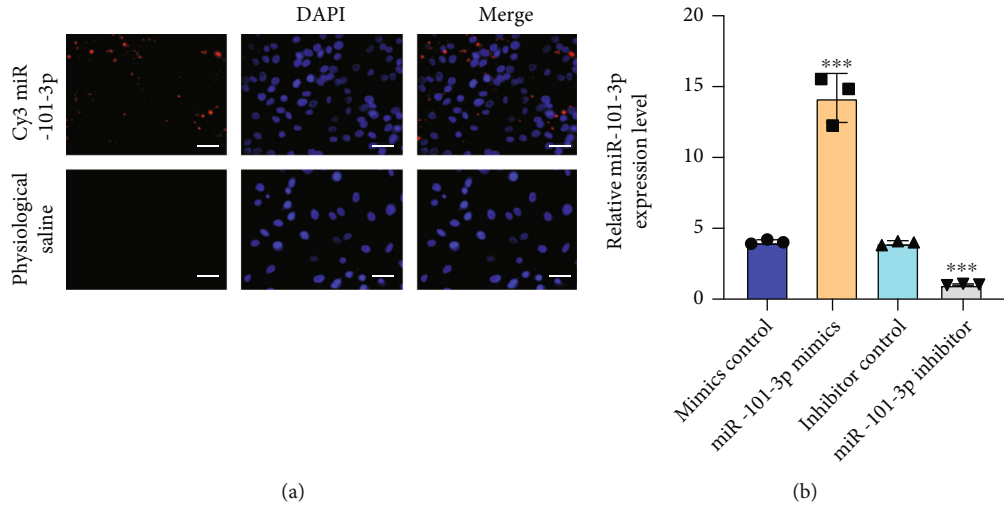 DAPI
Merge
Cy3 miR
-101-3p
Physiological
saline
(a)
Relative miR-101-3p
expression level
20
15
10
5
0
***
***
Mimics control
miR -101-3p mimics
Inhibitor control
miR -101-3p inhibitor
(b)